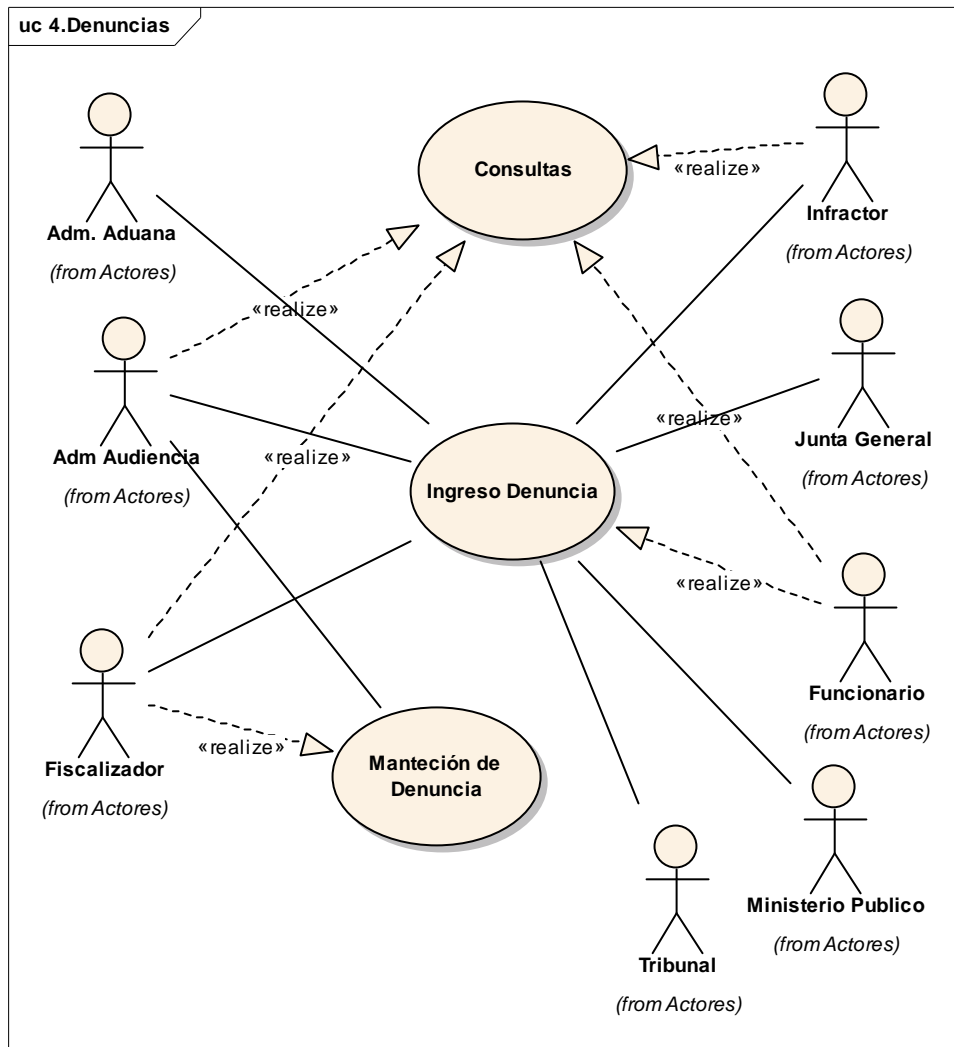 uc 4.Denuncias
Adm. Aduana
(from Actores)
Consultas
«realize»
Infractor
(from Actores)
«realize»
Adm Audiencia
(from Actores)
«realize»
«realize»
Junta General
(from Actores)
Ingreso Denuncia
«realize»
Funcionario
(from Actores)
Fiscalizador
(from Actores)
«realize»
Manteción de
Denuncia
Ministerio Publico
(from Actores)
Tribunal
(from Actores)